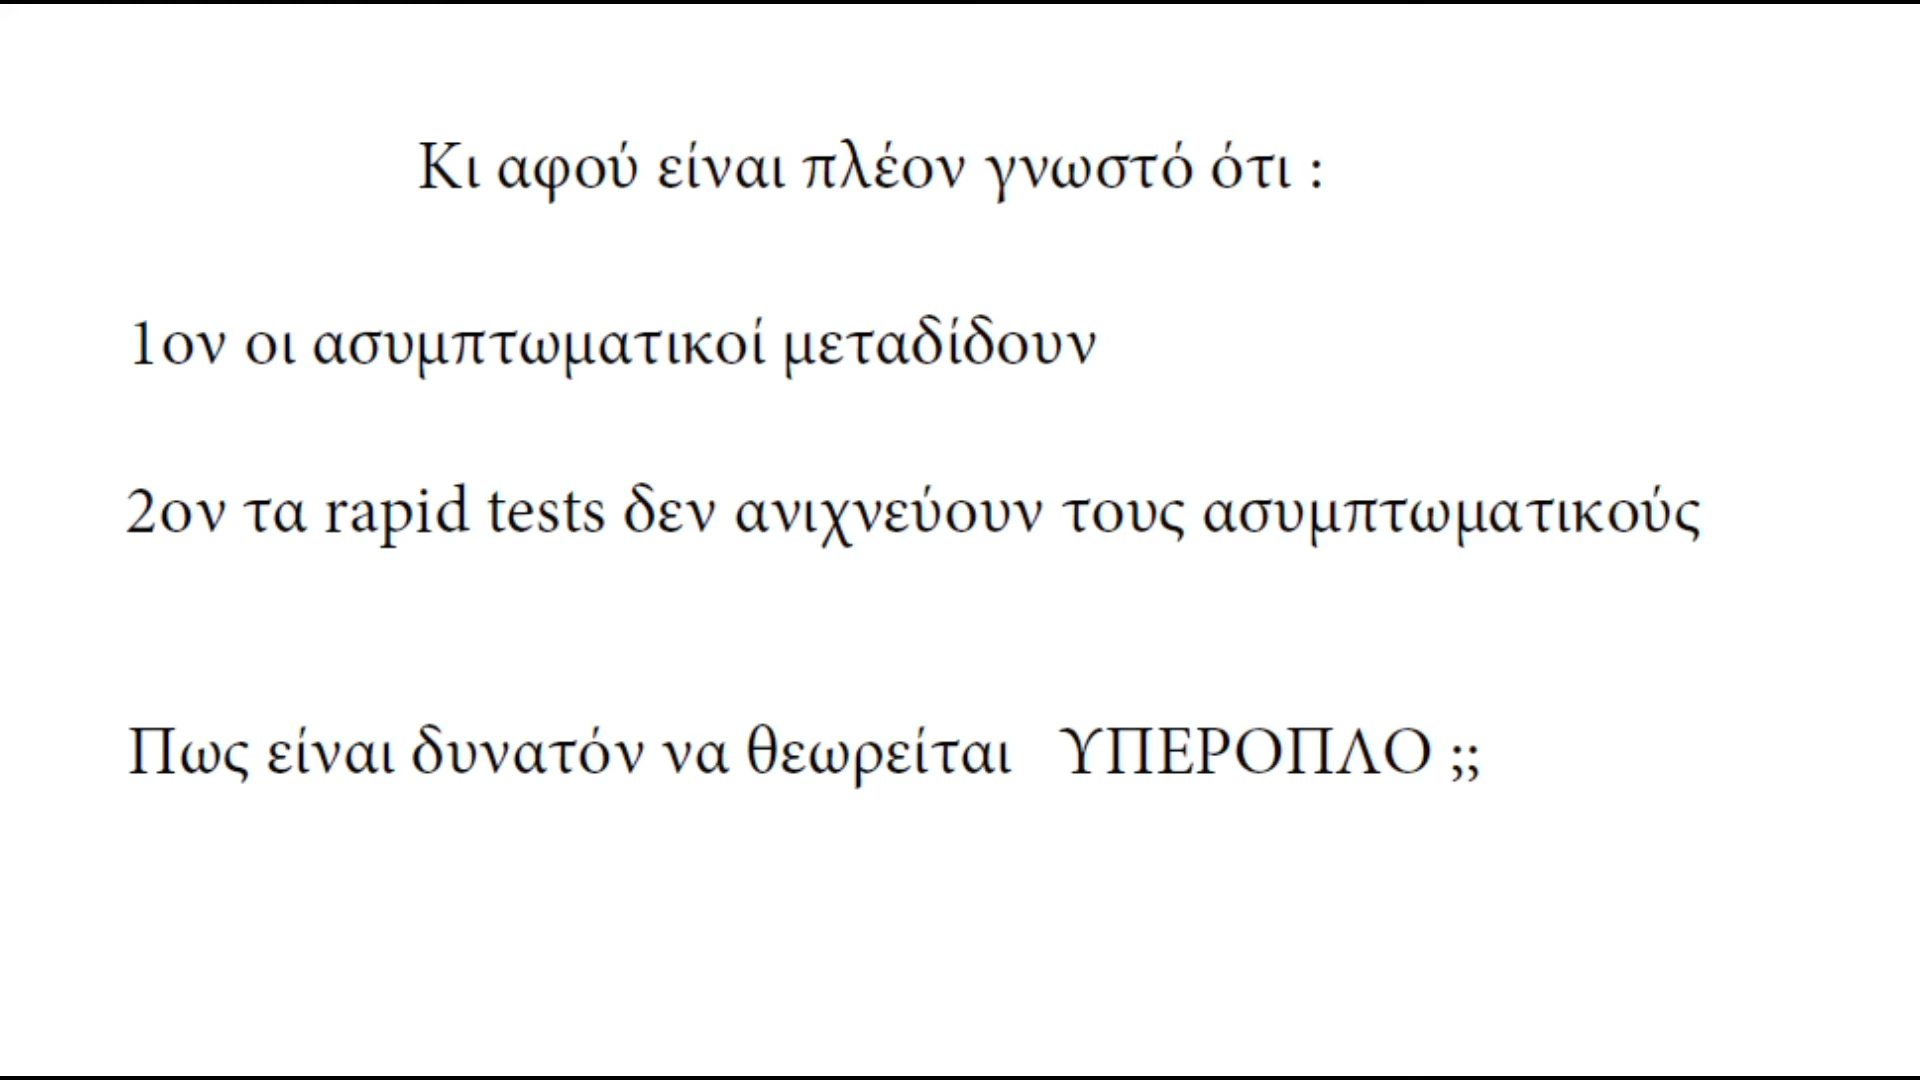 Κι αφού είναι πλέον γνωστό ότι :
1ον οι ασυμπτωματικοί μεταδίδουν
2ον τα rapid tests δεν ανιχνεύουν τους ασυμπτωματικούς
Πως είναι δυνατόν να θεωρείται ΥΠΕΡΟΠΛΟ ;;